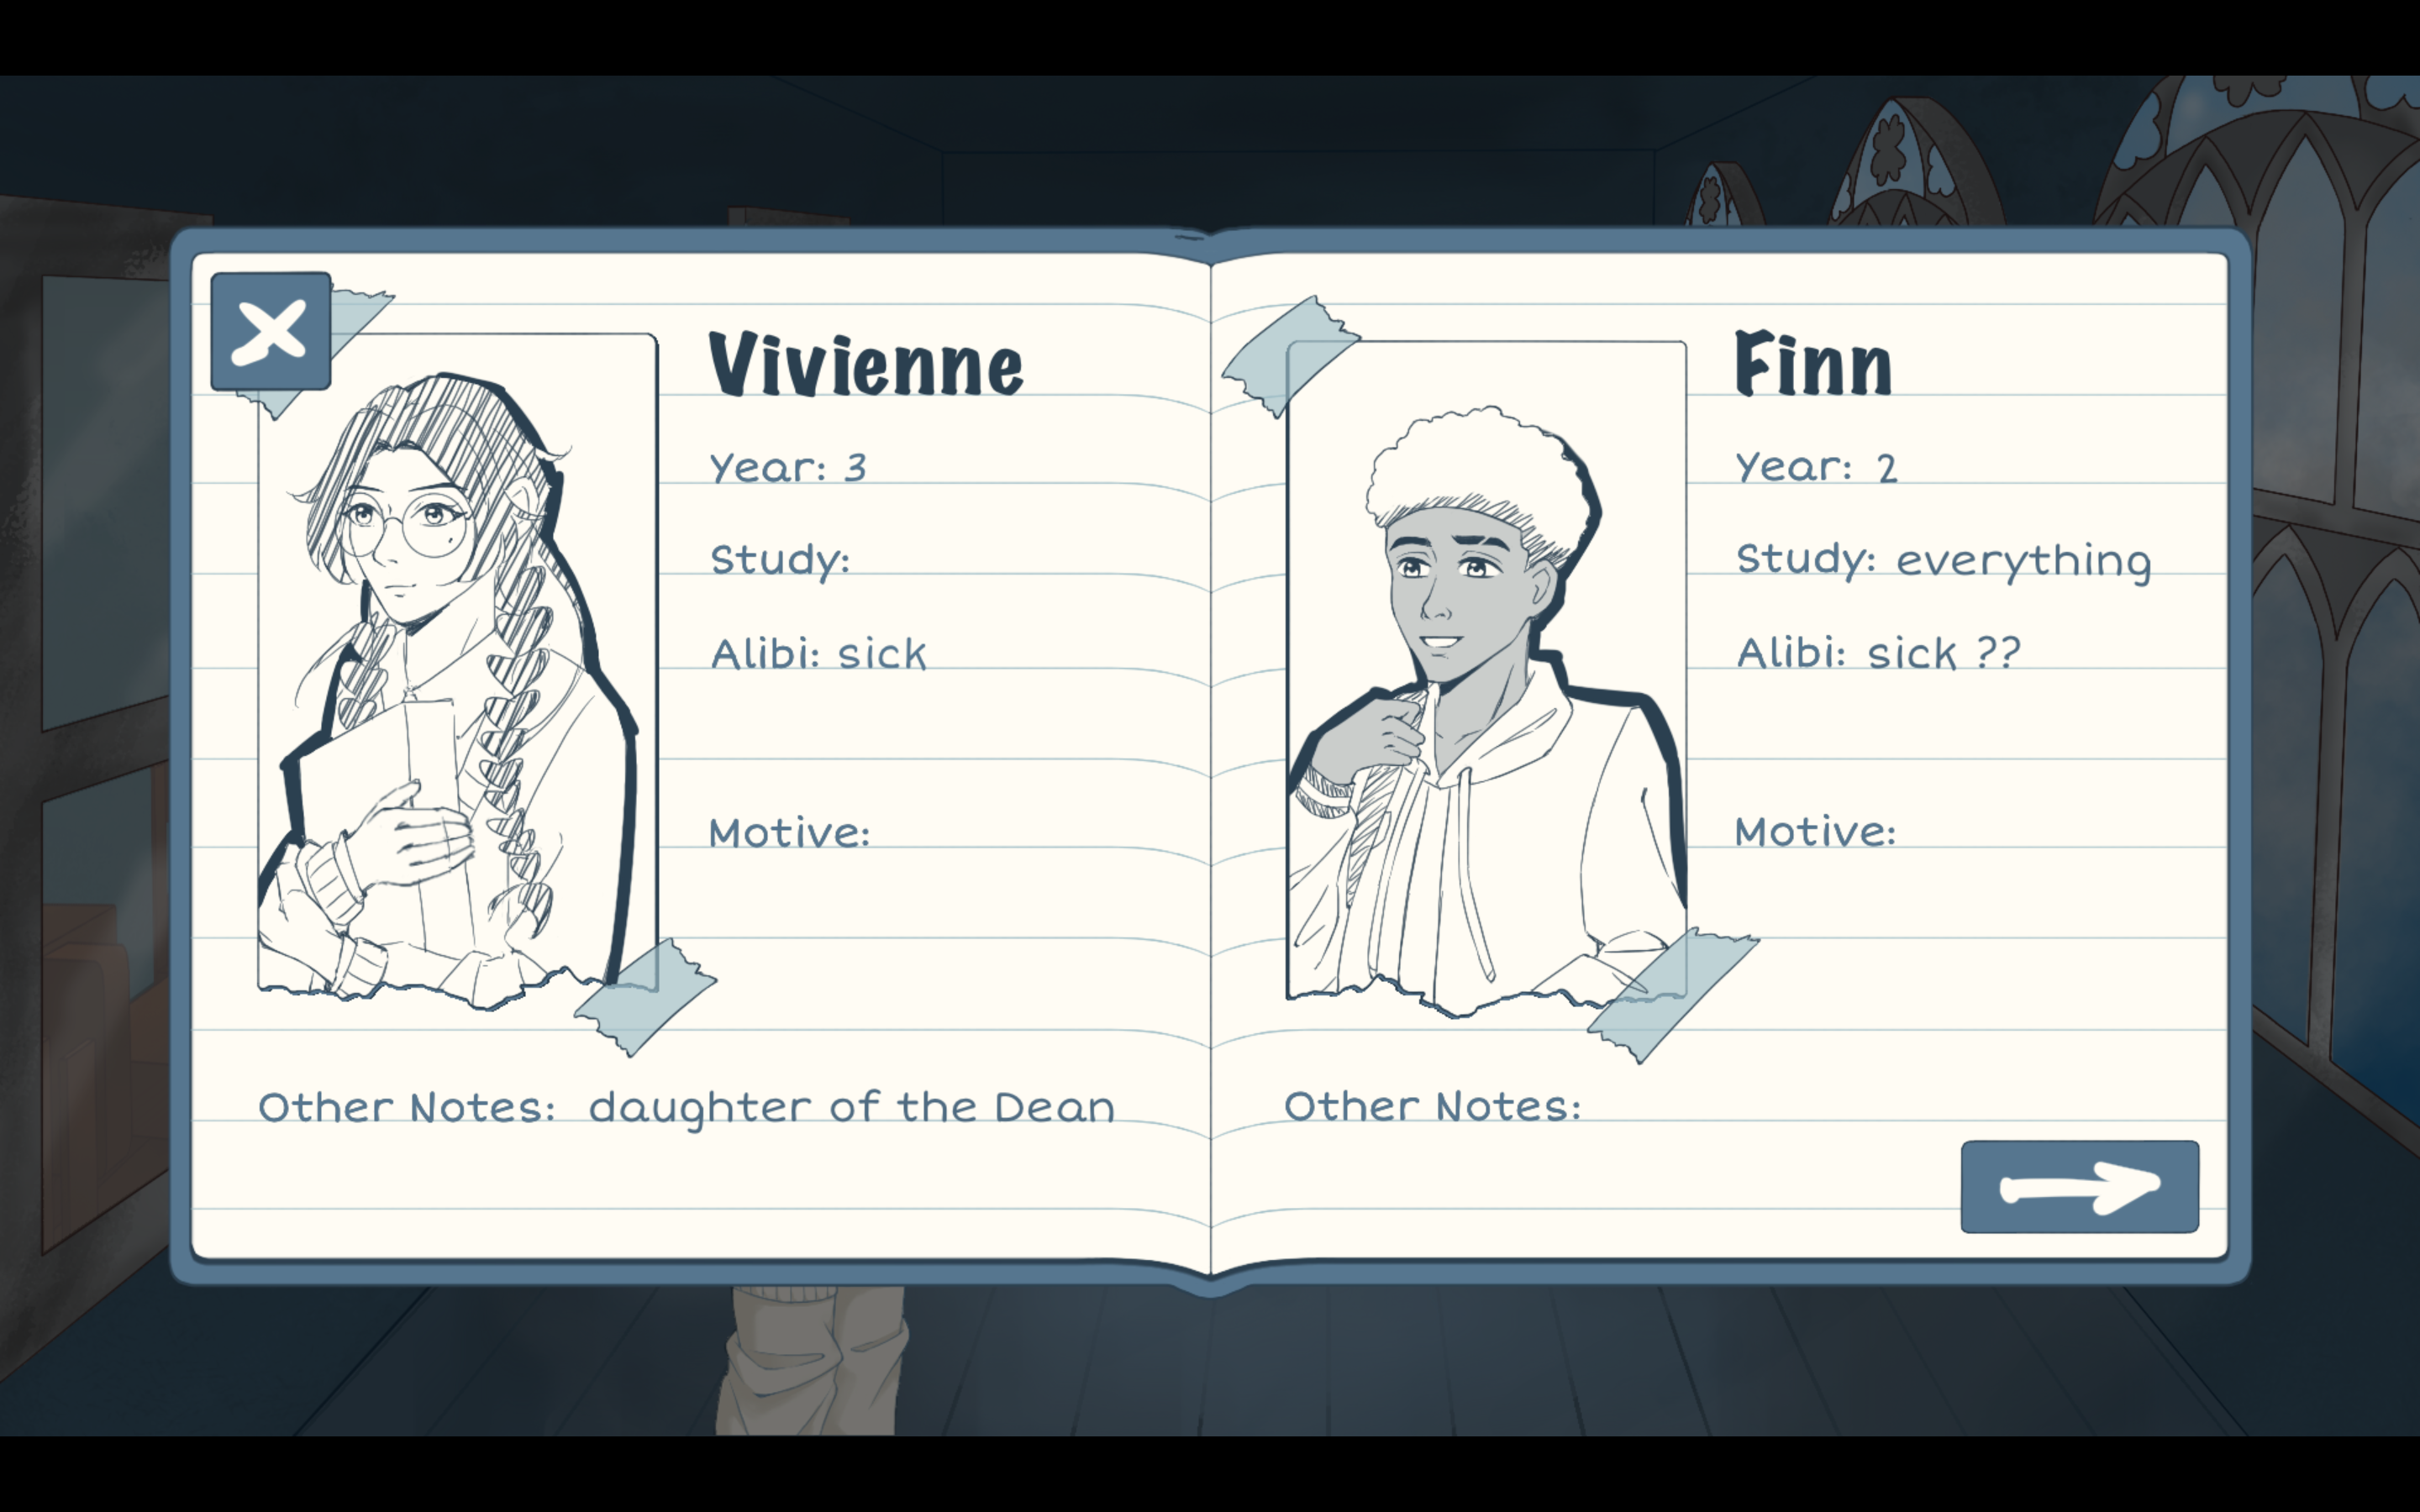 Vivienne
Year: 3
Study:
Alibi: sick
Motive:
Other Notes: daughter of the Dean
Finn
Year: 2
Study: everything
Alibi: sick ??
Motive:
Other Notes: